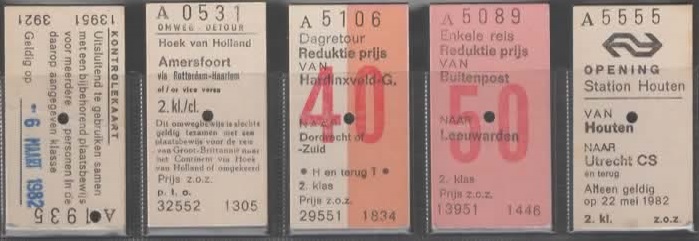 KONTROLEKAART
Uitsluitend te gebruiken samen
met een bijbehorend plaatsbewijs
voor meerdere personen in de
daarop aangegeven klasse
Geldig op 6 MAART 1982
A 0531
OMWEG - DETOUR
Hoek van Holland
Amersfoort
via Rotterdam-Haarlem
of/or vice versa
2. kl./cl.
Dit omwegbewijs is slechts
geldig tesamen met een
plaatsbewijs voor de reis
van Groot-Brittannië naar
het Continent via Hoek
van Holland of omgekeerd
Prijs z.o.z.
p. t. o.
32552 1305
A 5106
Dagretour
Reduktie prijs
VAN
Hardinxveld-G.
40
NAAR
Dordrecht of
-Zuid
• H en terug T •
2. klas
Prijs z.o.z.
29551 1834
A 5089
Enkele reis
Reduktie prijs
VAN
Buitenpost
50
NAAR
Leeuwarden
2. klas
Prijs z.o.z.
13951 1446
A 5555
OPENING
Station Houten
VAN
Houten
NAAR
Utrecht CS
en terug
Alleen geldig
op 22 mei 1982
2. kl. z.o.z.